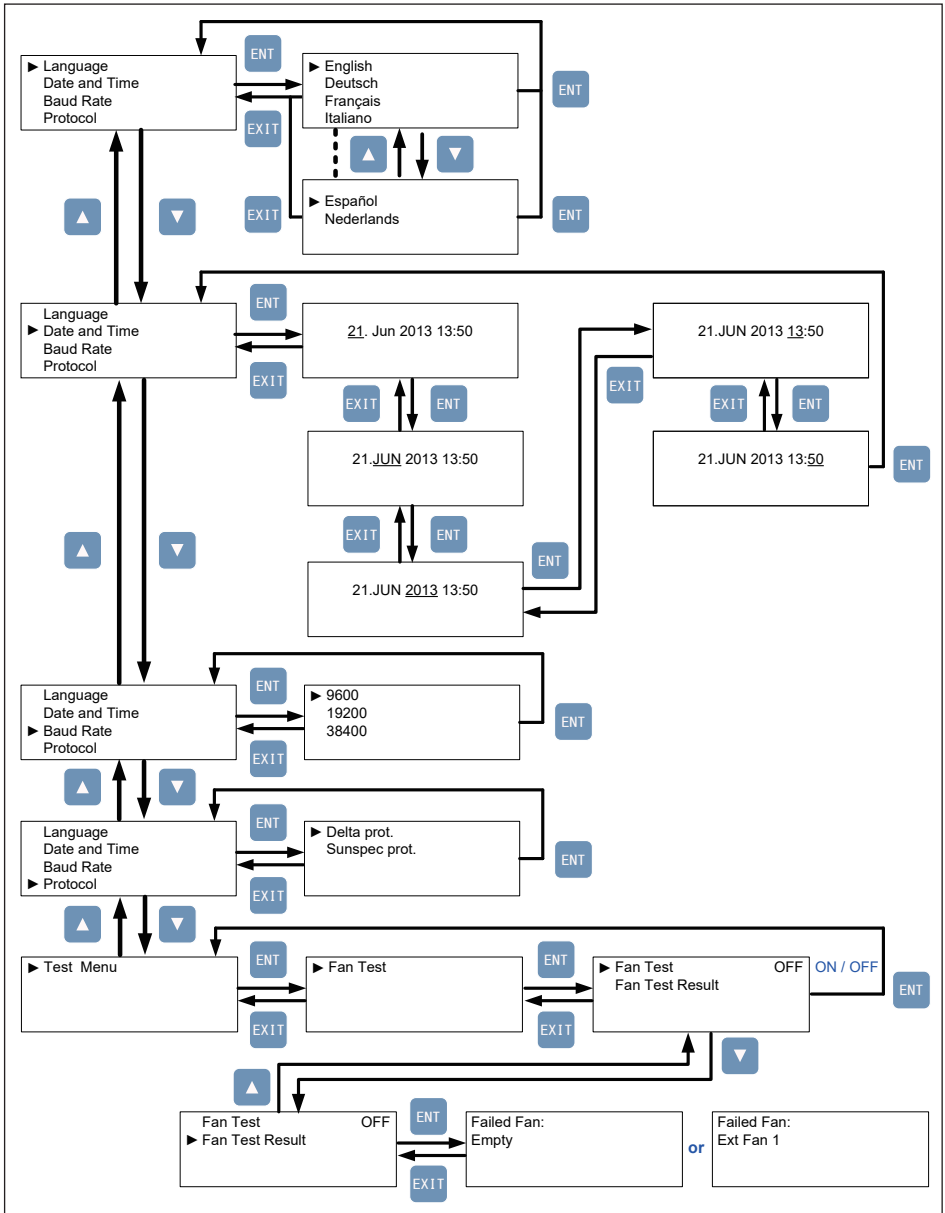 ENT
► Language
Date and Time
Baud Rate
Protocol
► English
Deutsch
Français
Italiano
ENT
EXIT
▲
▼
▲
▼
EXIT
► Español
Nederlands
ENT
ENT
Language
► Date and Time
Baud Rate
Protocol
21. Jun 2013 13:50
21.JUN 2013 13:50
EXIT
EXIT
EXIT
ENT
EXIT
ENT
21.JUN 2013 13:50
21.JUN 2013 13:50
ENT
EXIT
ENT
▲
▼
ENT
21.JUN 2013 13:50
ENT
Language
Date and Time
► Baud Rate
Protocol
► 9600
19200
38400
ENT
EXIT
▲
▼
ENT
Language
Date and Time
Baud Rate
► Protocol
► Delta prot.
Sunspec prot.
ENT
EXIT
▲
▼
► Test Menu
ENT
► Fan Test
ENT
► Fan Test OFF ON / OFF
Fan Test Result
ENT
EXIT
EXIT
▼
▲
Fan Test OFF
► Fan Test Result
ENT
Failed Fan:
Empty
or
Failed Fan:
Ext Fan 1
EXIT